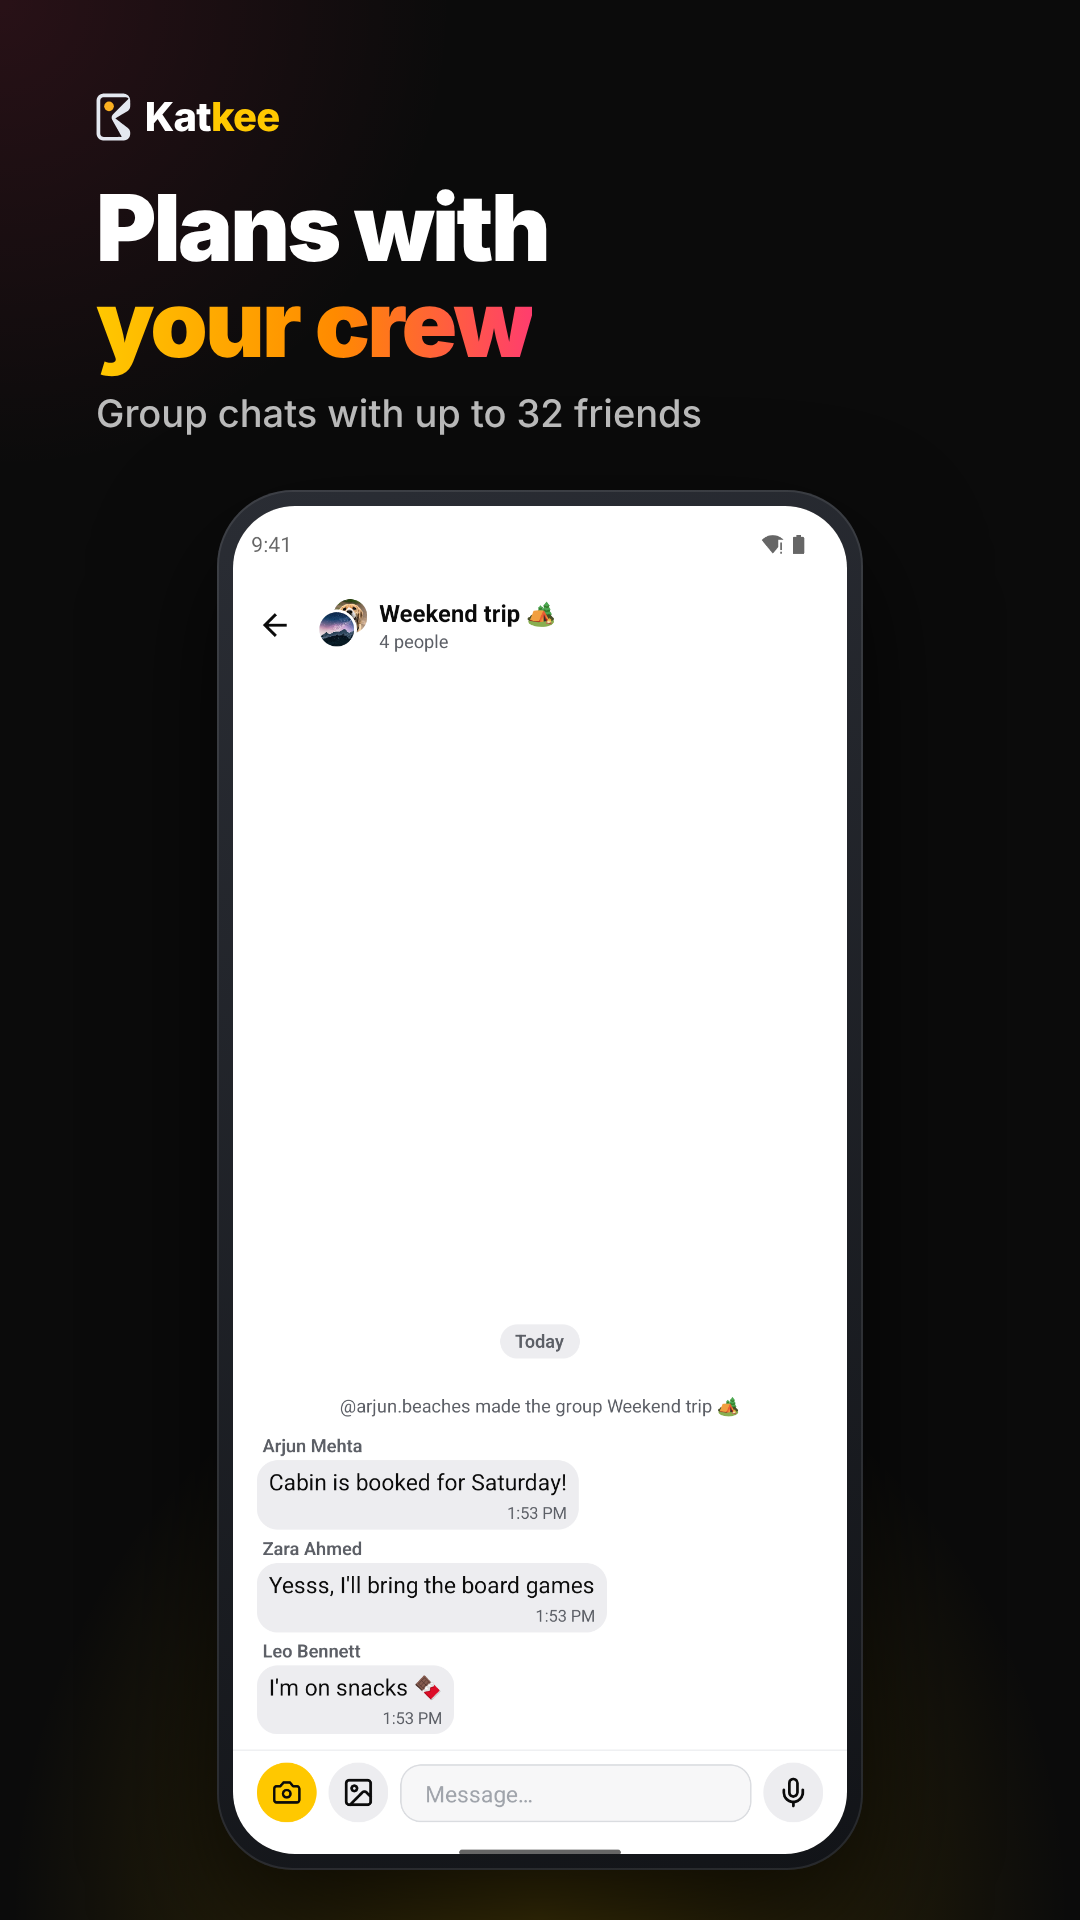 Katkee
Plans with
your crew
Group chats with up to 32 friends
9:41
Weekend trip 🏕️
4 people
Today
@arjun.beaches made the group Weekend trip 🏕️
Arjun Mehta
Cabin is booked for Saturday!
1:53 PM
Zara Ahmed
Yesss, I'll bring the board games
1:53 PM
Leo Bennett
I'm on snacks 🍫
1:53 PM
Message...